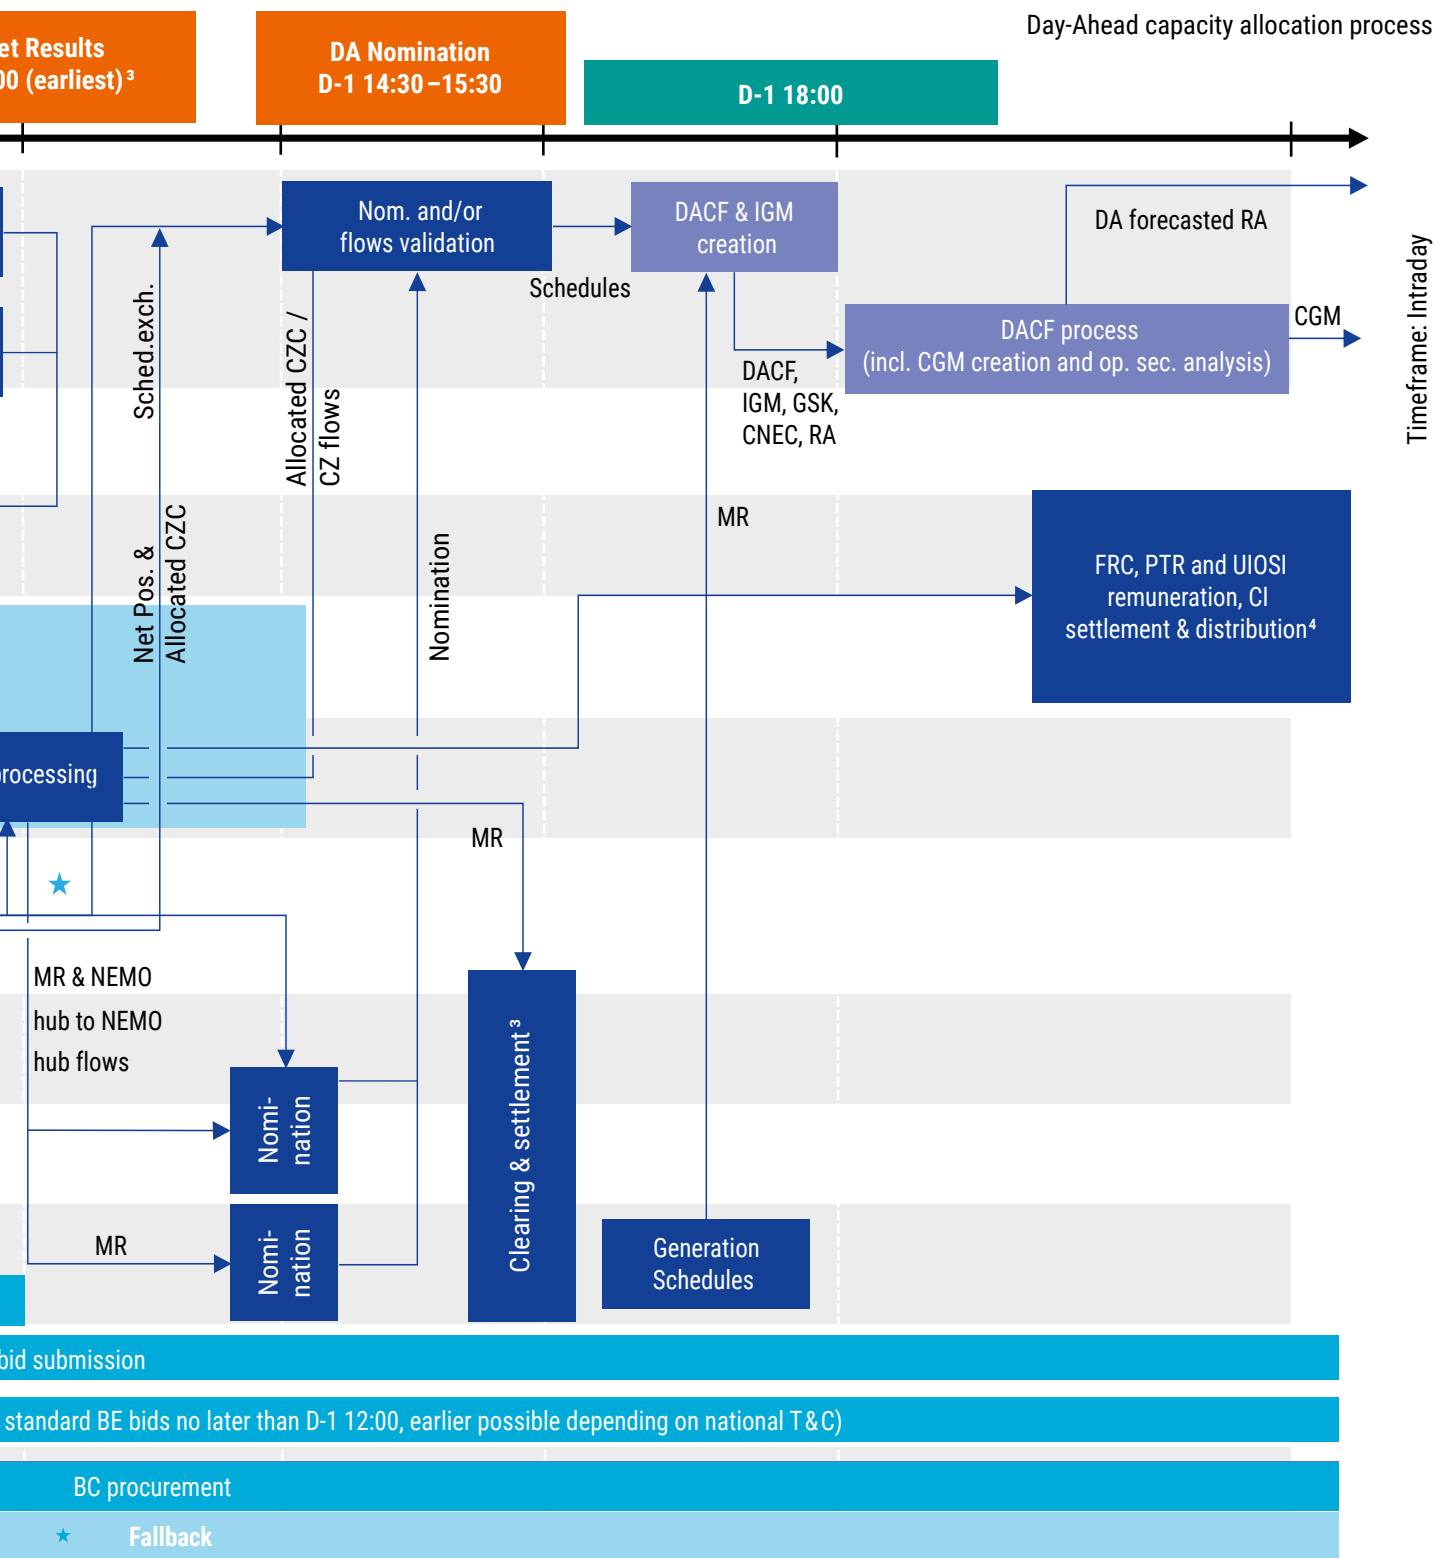 Day-Ahead capacity allocation process
et Results
00 (earliest)³
DA Nomination
D-1 14:30–15:30
D-1 18:00
Nom. and/or
flows validation
DACF & IGM
creation
DA forecasted RA
Timeframe: Intraday
Schedules
Sched.exch.
Allocated CZC /
CZ flows
DACF process
(incl. CGM creation and op. sec. analysis)
CGM
DACF,
IGM, GSK,
CNEC, RA
Net Pos. &
Allocated CZC
Nomination
MR
FRC, PTR and UIOSI
remuneration, CI
settlement & distribution⁴
rocessing
MR
MR & NEMO
hub to NEMO
hub flows
Nomi-
nation
Clearing & settlement³
MR
Nomi-
nation
Generation
Schedules
bid submission
standard BE bids no later than D-1 12:00, earlier possible depending on national T&C)
BC procurement
Fallback